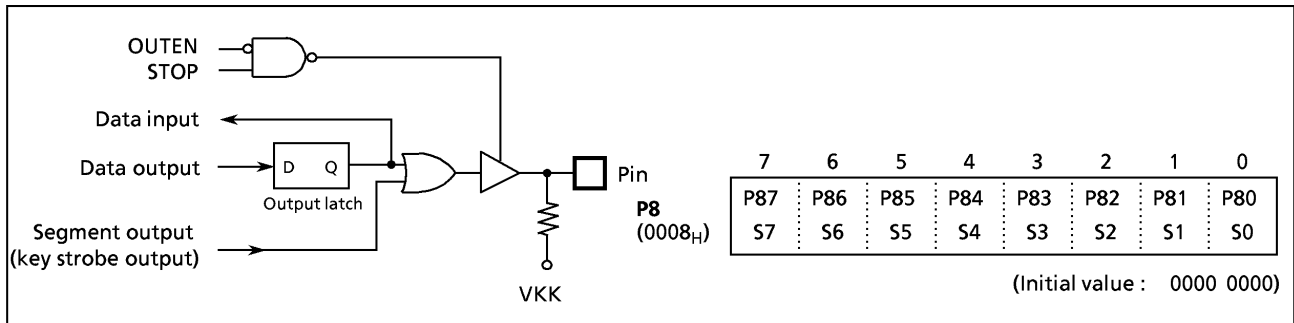 OUTEN
STOP
Data input
Data output
D Q
Output latch
Segment output
(key strobe output)
Pin
VKK
P8
(0008H)
7 6 5 4 3 2 1 0
P87 P86 P85 P84 P83 P82 P81 P80
S7 S6 S5 S4 S3 S2 S1 S0
(Initial value : 0000 0000)